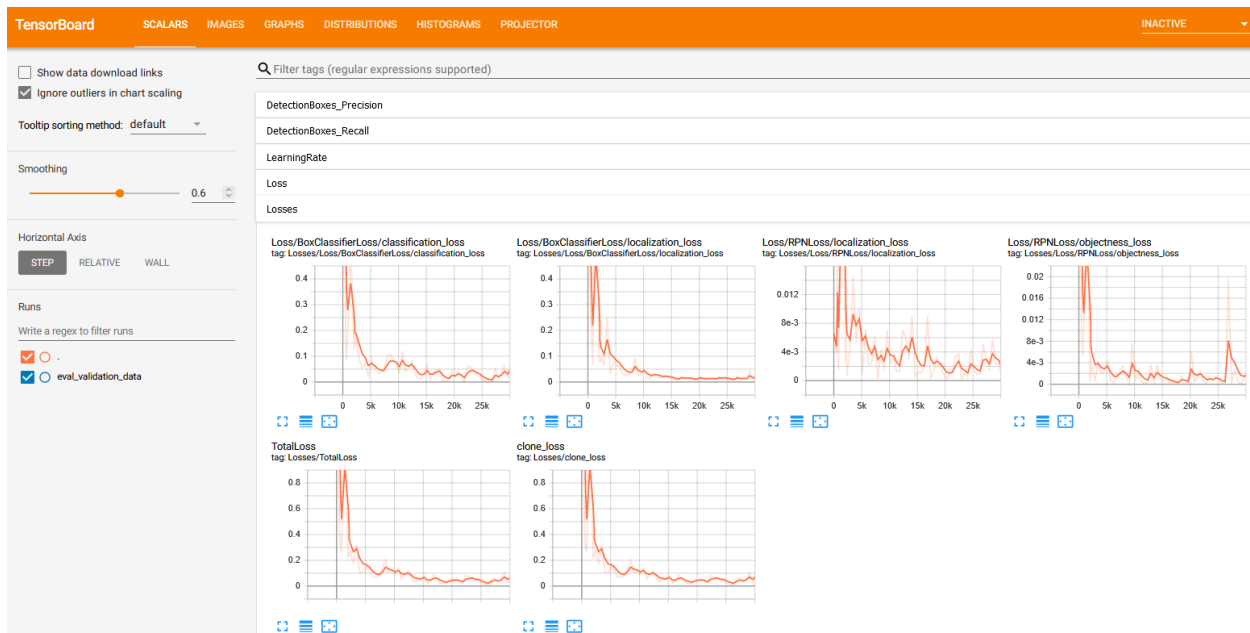 TensorBoard SCALARS IMAGES GRAPHS DISTRIBUTIONS HISTOGRAMS PROJECTOR INACTIVE
Show data download links
Ignore outliers in chart scaling
Tooltip sorting method: default
Smoothing
0.6
Horizontal Axis
STEP RELATIVE WALL
Runs
Write a regex to filter runs
.
eval_validation_data
Filter tags (regular expressions supported)
DetectionBoxes_Precision
DetectionBoxes_Recall
LearningRate
Loss
Losses
Loss/BoxClassifierLoss/classification_loss
tag: Losses/Loss/BoxClassifierLoss/classification_loss
0.4
0.3
0.2
0.1
0
0 5k 10k 15k 20k 25k
Loss/BoxClassifierLoss/localization_loss
tag: Losses/Loss/BoxClassifierLoss/localization_loss
0.4
0.3
0.2
0.1
0
0 5k 10k 15k 20k 25k
Loss/RPNLoss/localization_loss
tag: Losses/Loss/RPNLoss/localization_loss
0.012
8e-3
4e-3
0
0 5k 10k 15k 20k 25k
Loss/RPNLoss/objectness_loss
tag: Losses/Loss/RPNLoss/objectness_loss
0.02
0.016
0.012
8e-3
4e-3
0
0 5k 10k 15k 20k 25k
TotalLoss
tag: Losses/TotalLoss
0.8
0.6
0.4
0.2
0
clone_loss
tag: Losses/clone_loss
0.8
0.6
0.4
0.2
0